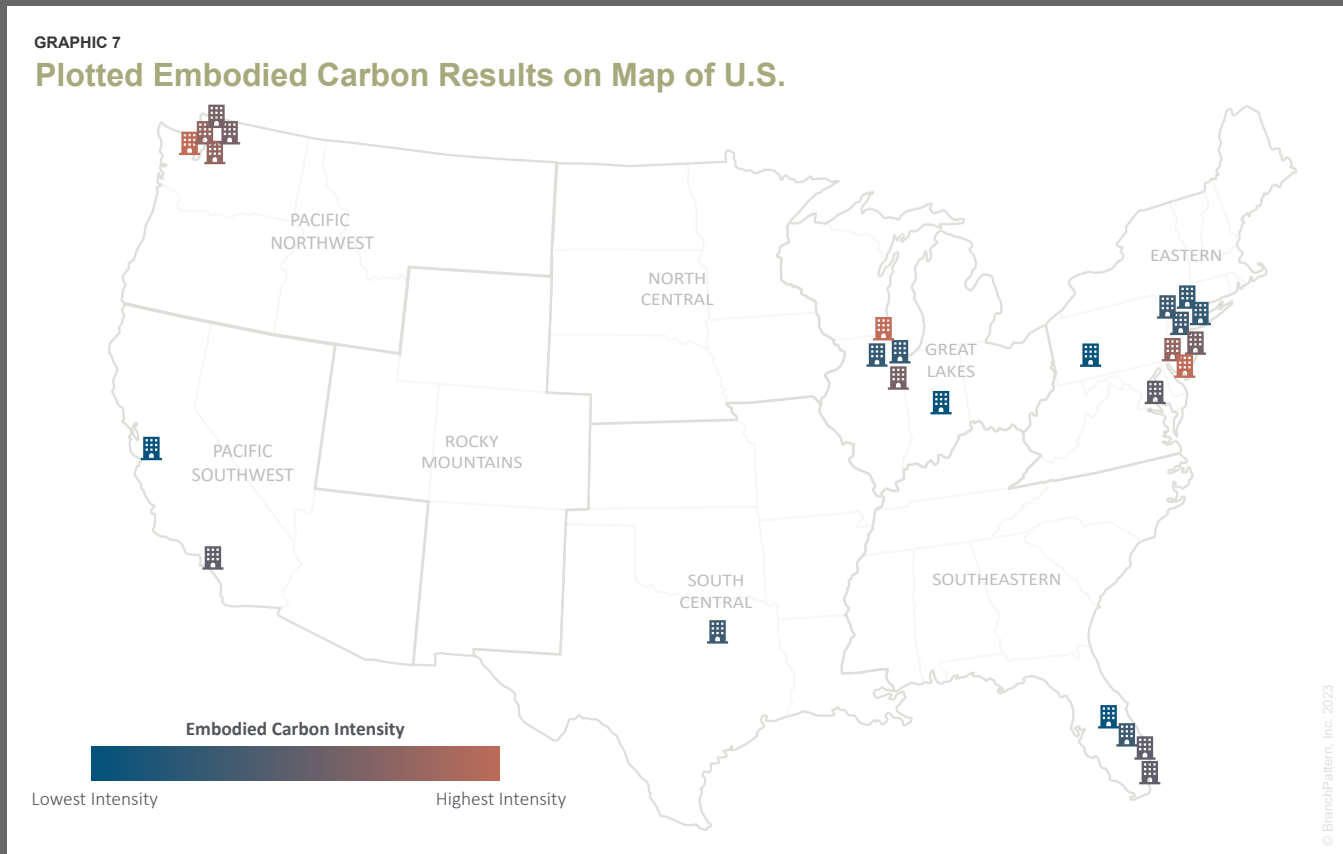 GRAPHIC 7
Plotted Embodied Carbon Results on Map of U.S.
PACIFIC
NORTHWEST
NORTH
CENTRAL
EASTERN
GREAT
LAKES
ROCKY
MOUNTAINS
PACIFIC
SOUTHWEST
SOUTH
CENTRAL
SOUTHEASTERN
Embodied Carbon Intensity
Lowest Intensity
Highest Intensity
© BranchPattern, Inc. 2023